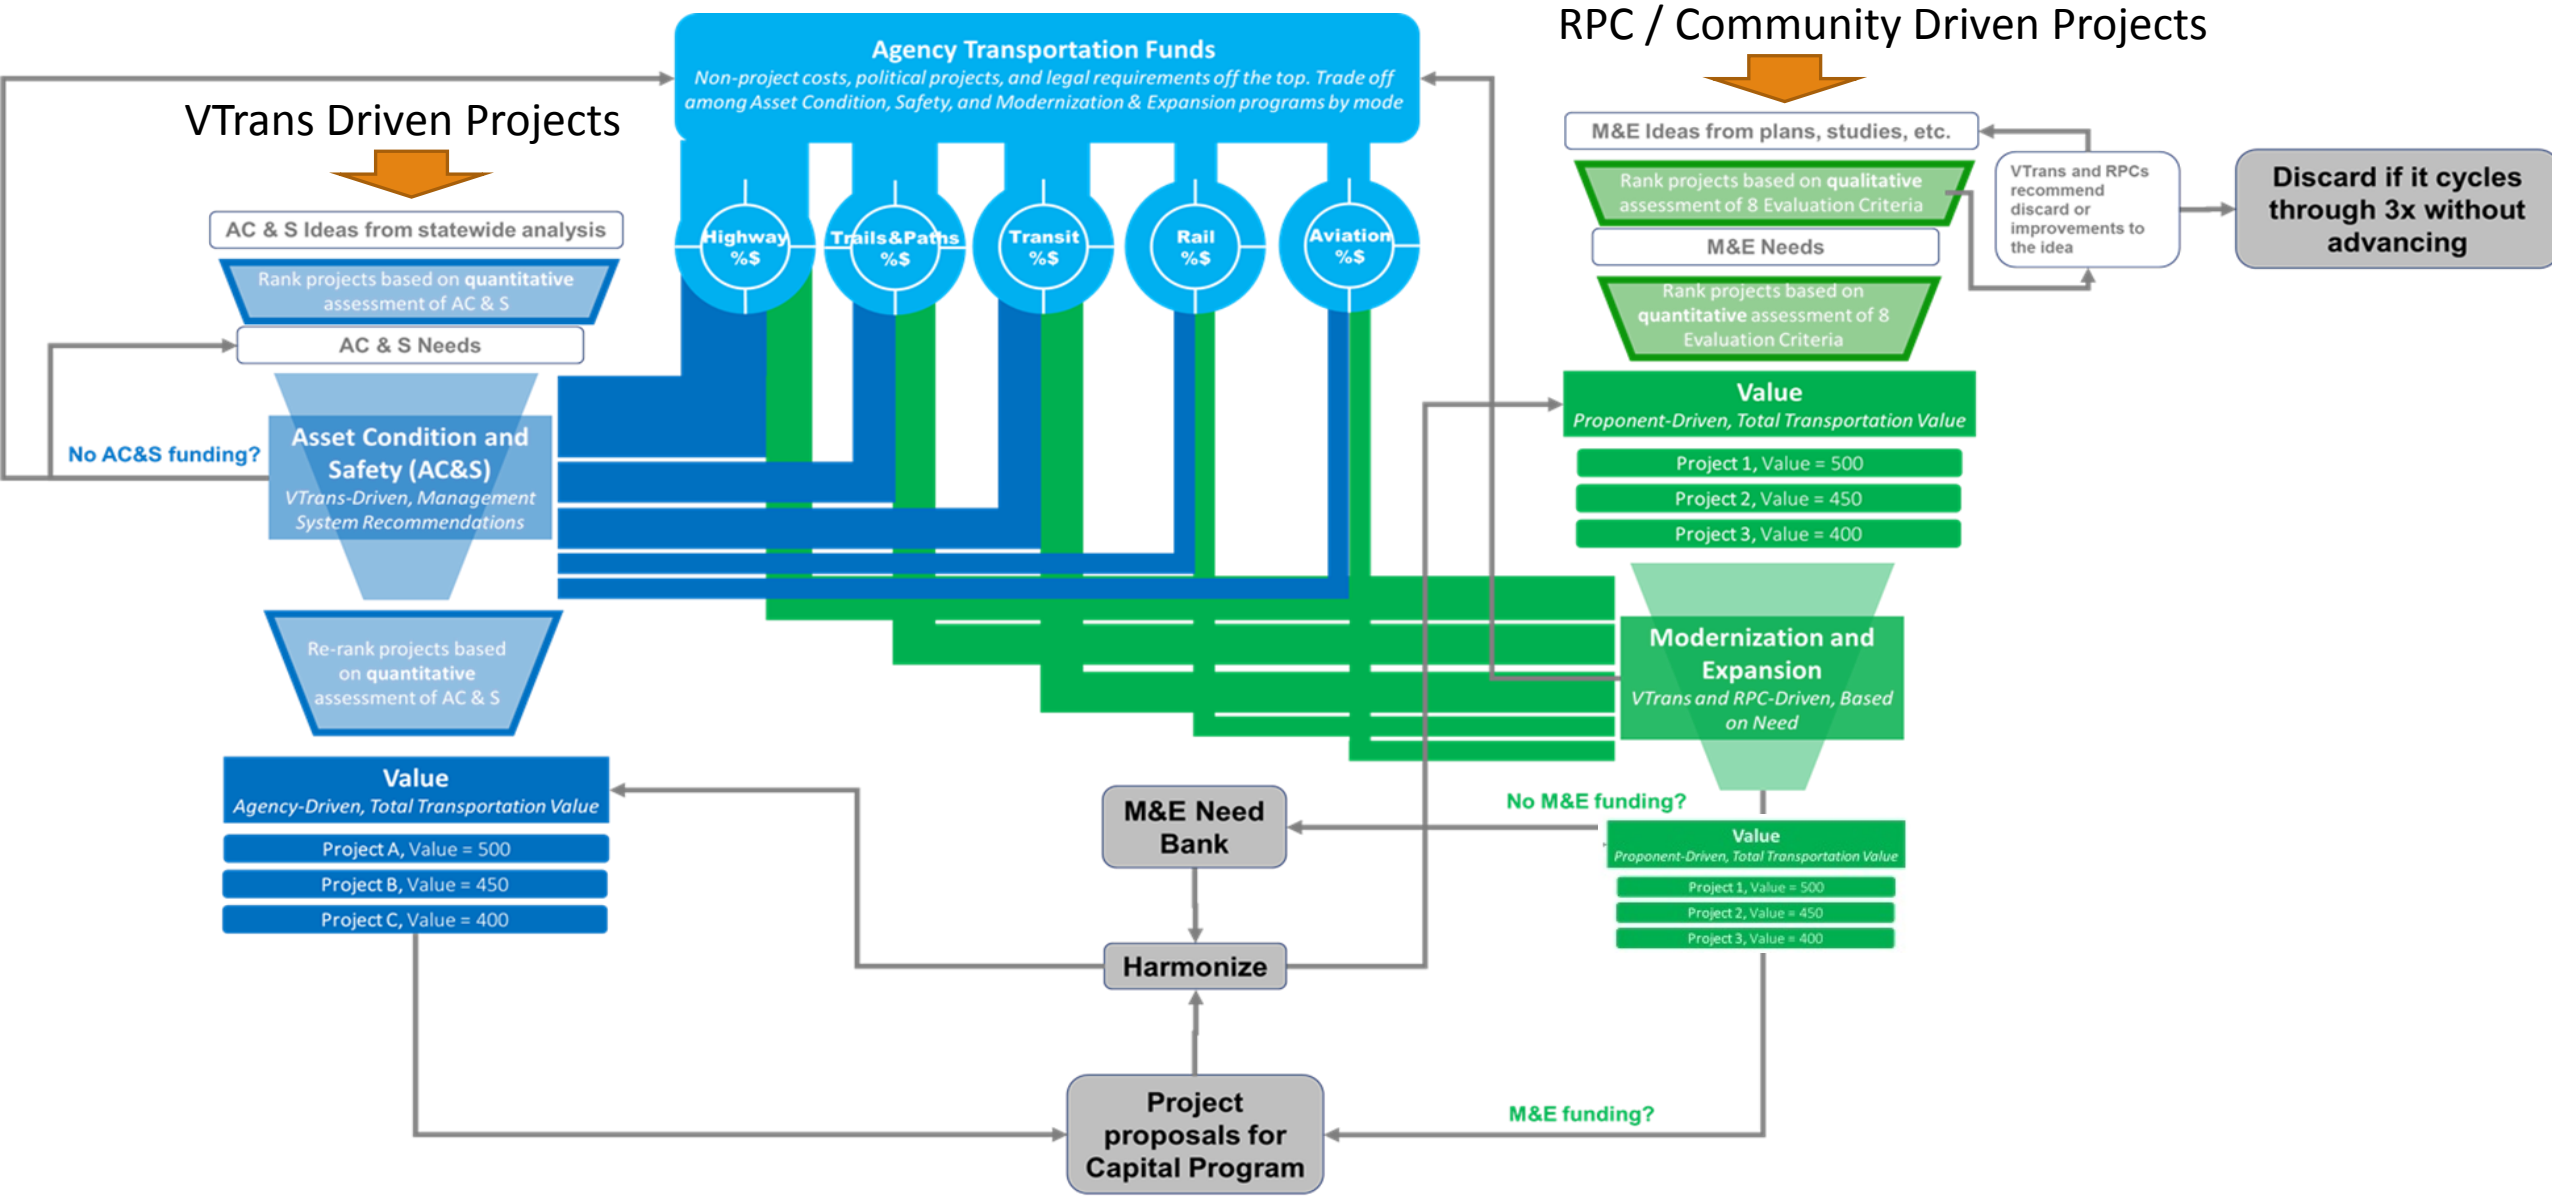 RPC / Community Driven Projects
Agency Transportation Funds
Non-project costs, political projects, and legal requirements off the top. Trade off
among Asset Condition, Safety, and Modernization & Expansion programs by mode
VTrans Driven Projects
AC & S Ideas from statewide analysis
Rank projects based on quantitative
assessment of AC & S
AC & S Needs
No AC&S funding?
Asset Condition and
Safety (AC&S)
VTrans-Driven, Management
System Recommendations
Re-rank projects based
on quantitative
assessment of AC & S
Value
Agency-Driven, Total Transportation Value
Project A, Value = 500
Project B, Value = 450
Project C, Value = 400
Highway
%$
Trails&Paths
%$
Transit
%$
Rail
%$
Aviation
%$
M&E Ideas from plans, studies, etc.
Rank projects based on qualitative
assessment of 8 Evaluation Criteria
M&E Needs
Rank projects based on
quantitative assessment of 8
Evaluation Criteria
VTrans and RPCs
recommend
discard or
improvements to
the idea
Discard if it cycles
through 3x without
advancing
Value
Proponent-Driven, Total Transportation Value
Project 1, Value = 500
Project 2, Value = 450
Project 3, Value = 400
Modernization and
Expansion
VTrans and RPC-Driven, Based
on Need
No M&E funding?
Value
Proponent-Driven, Total Transportation Value
Project 1, Value = 500
Project 2, Value = 450
Project 3, Value = 400
M&E Need
Bank
Harmonize
M&E funding?
Project
proposals for
Capital Program